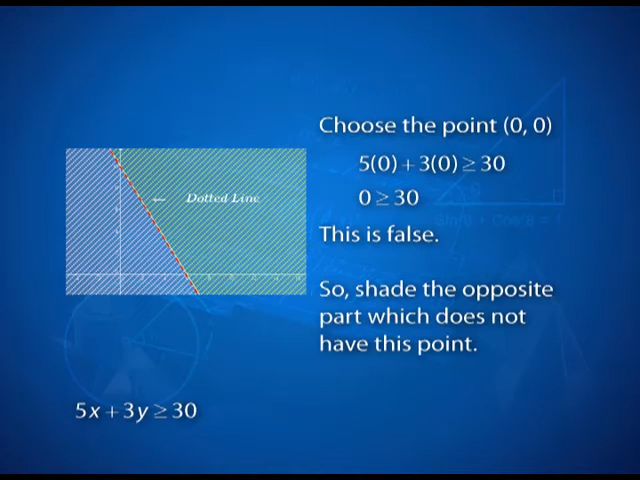 Choose the point (0, 0)
5(0) + 3(0) ≥ 30
0 ≥ 30
← Dotted Line
This is false.
So, shade the opposite
part which does not
have this point.
5x + 3y ≥ 30